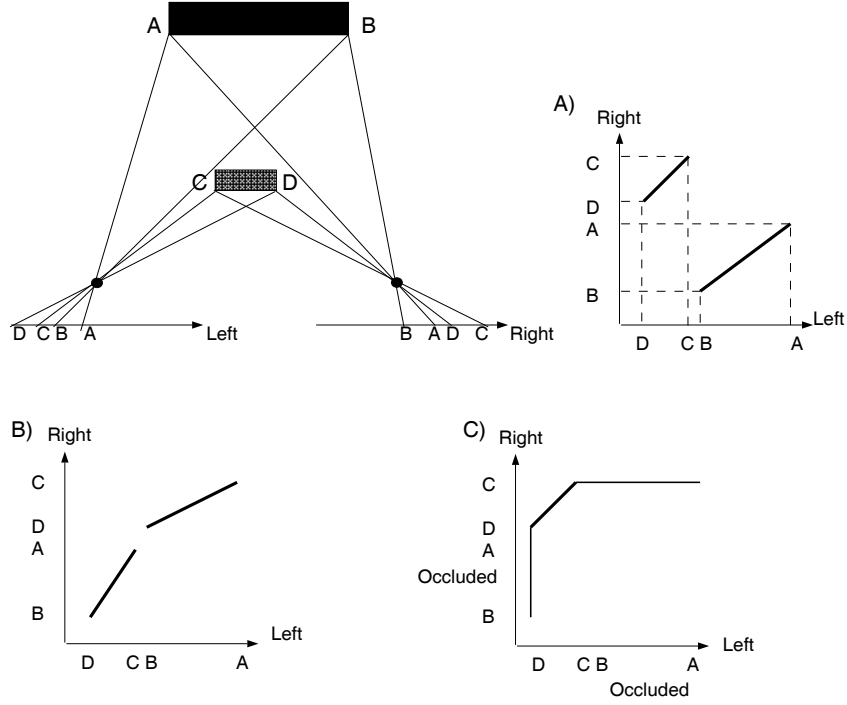 A B
C D
D C B A Left
B A D C Right
A)
Right
C
D
A
B
Left
D C B A
B)
Right
C
D
A
B
Left
D C B A
C)
Right
C
D
A
Occluded
B
Left
D C B A
Occluded